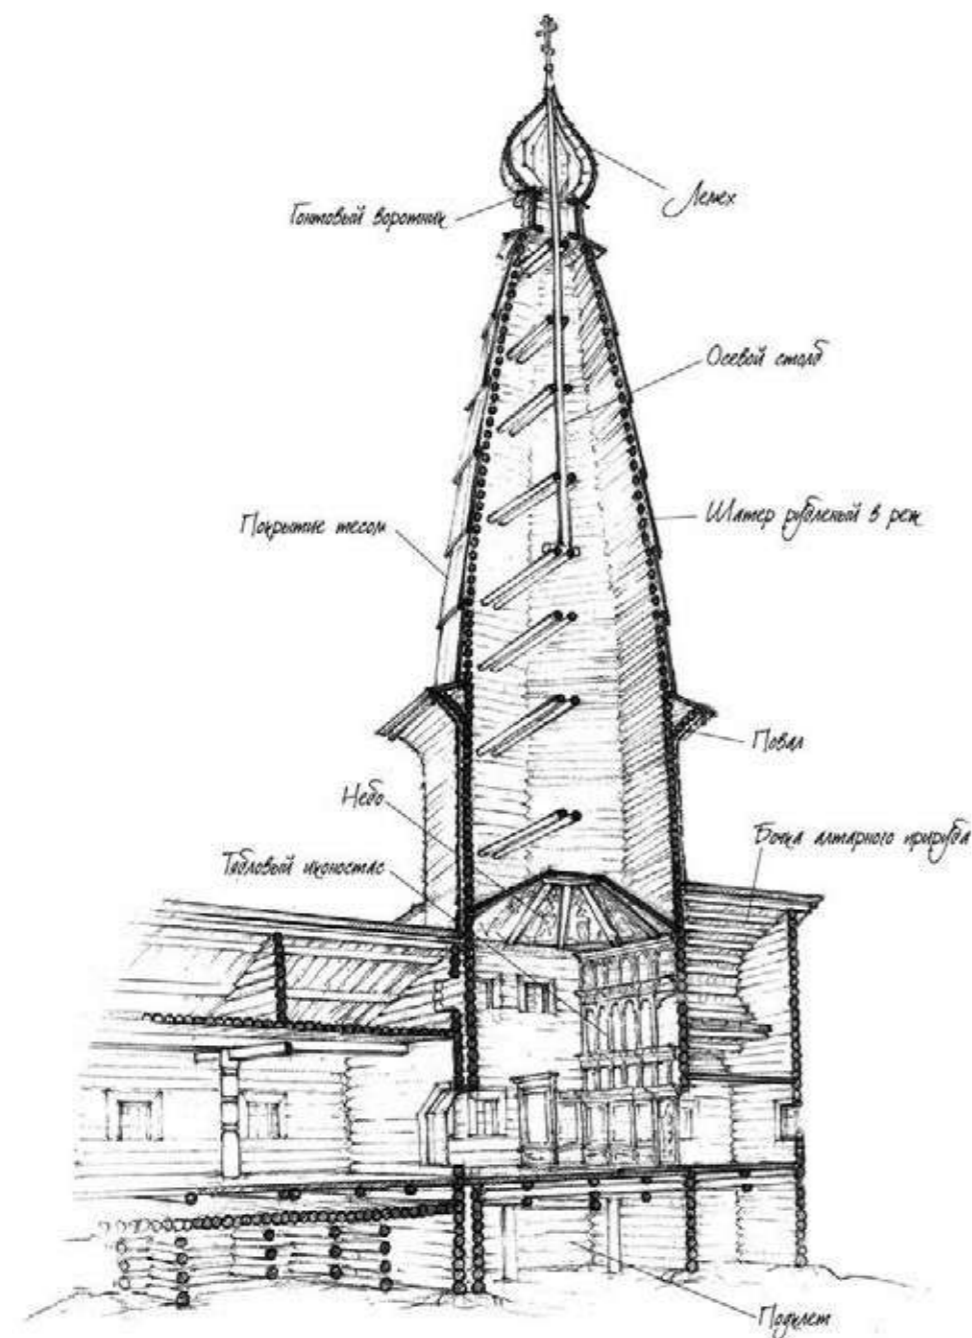 Лемех
Гонтовый воротник
Осевой столб
Шатер рубленый в реж
Покрытие тесом
Повал
Небо
Бочка алтарного прируба
Тябловый иконостас
Подклет